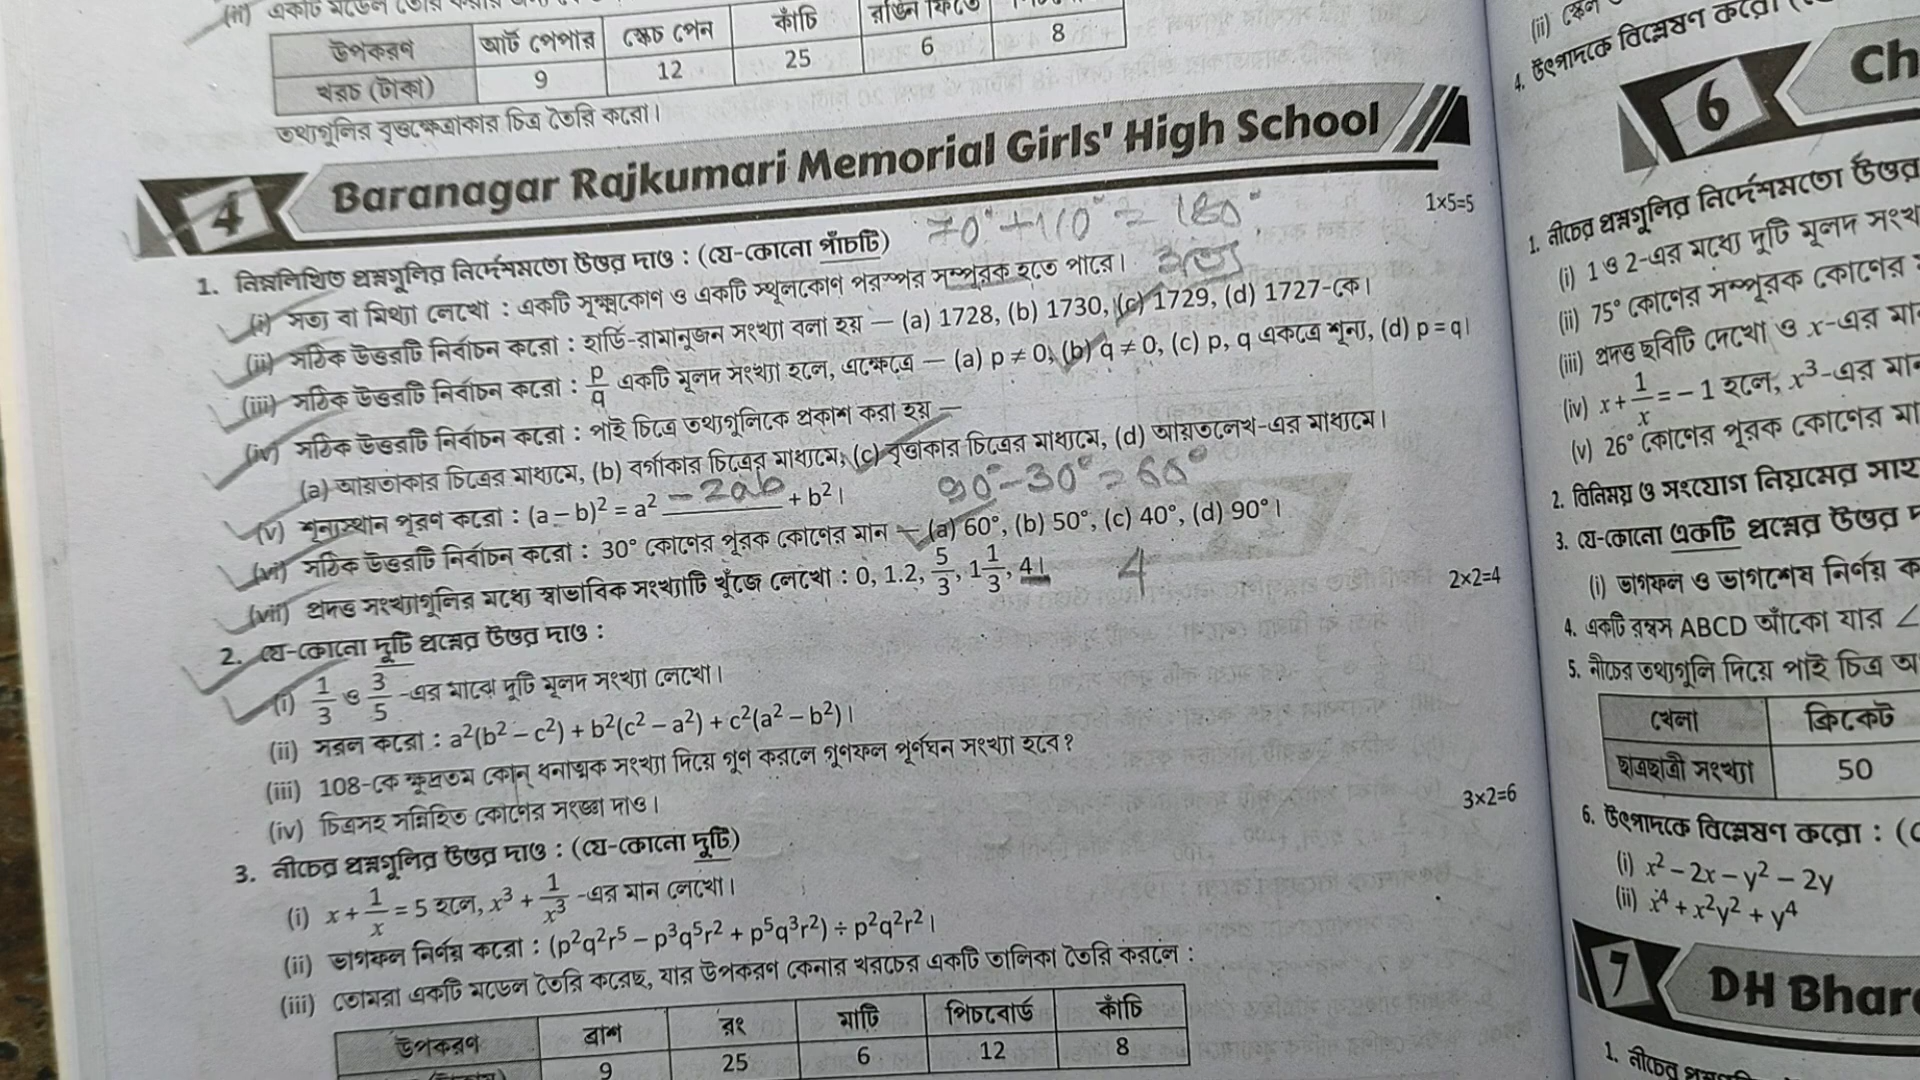 (ii) একটি মডেল তৈরি করার
উপকরণ আর্ট পেপার স্কেচ পেন কাঁচি রঙিন ফিতে
খরচ (টাকা) 9 12 25 6 8
তথ্যগুলির বৃত্তক্ষেত্রাকার চিত্র তৈরি করো।
4 Baranagar Rajkumari Memorial Girls' High School
70° + 110° = 180°
1. নিম্নলিখিত প্রশ্নগুলির নির্দেশমতো উত্তর দাও : (যে-কোনো পাঁচটি) 1×5=5
(i) সত্য বা মিথ্যা লেখো : একটি সূক্ষ্মকোণ ও একটি স্থূলকোণ পরস্পর সম্পূরক হতে পারে। সত্য
(ii) সঠিক উত্তরটি নির্বাচন করো : হার্ডি-রামানুজন সংখ্যা বলা হয় — (a) 1728, (b) 1730, (c) 1729, (d) 1727-কে।
(iii) সঠিক উত্তরটি নির্বাচন করো : p/q একটি মূলদ সংখ্যা হলে, এক্ষেত্রে — (a) p ≠ 0, (b) q ≠ 0, (c) p, q একত্রে শূন্য, (d) p = q।
(iv) সঠিক উত্তরটি নির্বাচন করো : পাই চিত্রে তথ্যগুলিকে প্রকাশ করা হয় —
(a) আয়তাকার চিত্রের মাধ্যমে, (b) বর্গাকার চিত্রের মাধ্যমে, (c) বৃত্তাকার চিত্রের মাধ্যমে, (d) আয়তলেখ-এর মাধ্যমে।
(v) শূন্যস্থান পূরণ করো : (a – b)² = a² – 2ab + b²। 90° – 30° = 60°
(vi) সঠিক উত্তরটি নির্বাচন করো : 30° কোণের পূরক কোণের মান — (a) 60°, (b) 50°, (c) 40°, (d) 90°।
(vii) প্রদত্ত সংখ্যাগুলির মধ্যে স্বাভাবিক সংখ্যাটি খুঁজে লেখো : 0, 1.2, 5/3, 1 1/3, 4। 4
2. যে-কোনো দুটি প্রশ্নের উত্তর দাও : 2×2=4
(i) 1/3 ও 3/5 -এর মাঝে দুটি মূলদ সংখ্যা লেখো।
(ii) সরল করো : a²(b² – c²) + b²(c² – a²) + c²(a² – b²)।
(iii) 108-কে ক্ষুদ্রতম কোন্ ধনাত্মক সংখ্যা দিয়ে গুণ করলে গুণফল পূর্ণঘন সংখ্যা হবে?
(iv) চিত্রসহ সন্নিহিত কোণের সংজ্ঞা দাও।
3. নীচের প্রশ্নগুলির উত্তর দাও : (যে-কোনো দুটি) 3×2=6
(i) x + 1/x = 5 হলে, x³ + 1/x³ -এর মান লেখো।
(ii) ভাগফল নির্ণয় করো : (p²q²r⁵ – p³q⁵r² + p⁵q³r²) ÷ p²q²r²।
(iii) তোমরা একটি মডেল তৈরি করেছ, যার উপকরণ কেনার খরচের একটি তালিকা তৈরি করলে :
উপকরণ বাঁশ রং মাটি পিচবোর্ড কাঁচি
9 25 6 12 8
(ii)
4. উৎপাদকে বিশ্লেষণ করো।
6 Ch
1. নীচের প্রশ্নগুলির নির্দেশমতো উত্তর
(i) 1 ও 2-এর মধ্যে দুটি মূলদ
(ii) 75° কোণের সম্পূরক কোণের
(iii) প্রদত্ত ছবিটি দেখো ও x-এর
(iv) x + 1/x = – 1 হলে, x³-এর
(v) 26° কোণের পূরক কোণের
2. বিনিময় ও সংযোগ নিয়মের
3. যে-কোনো একটি প্রশ্নের উত্তর
(i) ভাগফল ও ভাগশেষ নির্ণয়
4. একটি রম্বস ABCD আঁকো যার ∠
5. নীচের তথ্যগুলি দিয়ে পাই চিত্র
খেলা ক্রিকেট
ছাত্রছাত্রী সংখ্যা 50
6. উৎপাদকে বিশ্লেষণ করো : (
(i) x² – 2x – y² – 2y
(ii) x⁴ + x²y² + y⁴
7 DH Bhar
1. নীচের